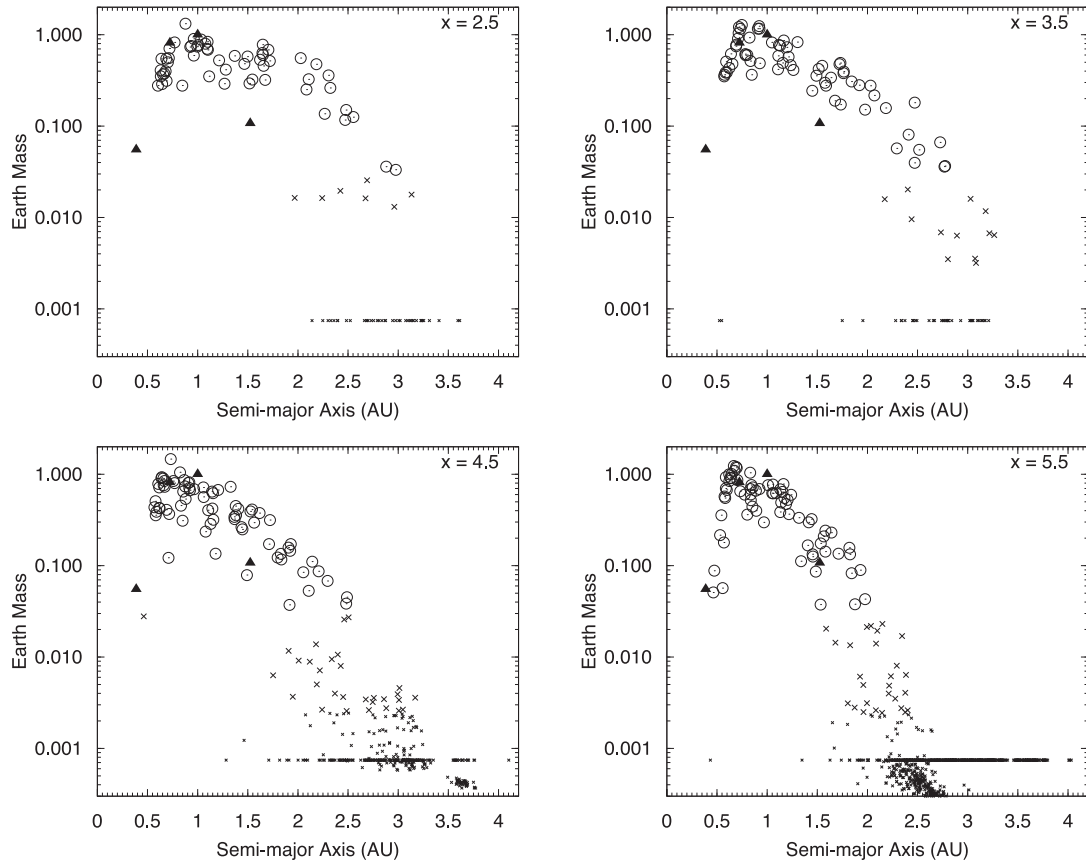 x = 2.5
1.000
0.100
0.010
0.001
Earth Mass
0 0.5 1 1.5 2 2.5 3 3.5 4
Semi-major Axis (AU)
x = 3.5
1.000
0.100
0.010
0.001
Earth Mass
0 0.5 1 1.5 2 2.5 3 3.5 4
Semi-major Axis (AU)
x = 4.5
1.000
0.100
0.010
0.001
Earth Mass
0 0.5 1 1.5 2 2.5 3 3.5 4
Semi-major Axis (AU)
x = 5.5
1.000
0.100
0.010
0.001
Earth Mass
0 0.5 1 1.5 2 2.5 3 3.5 4
Semi-major Axis (AU)